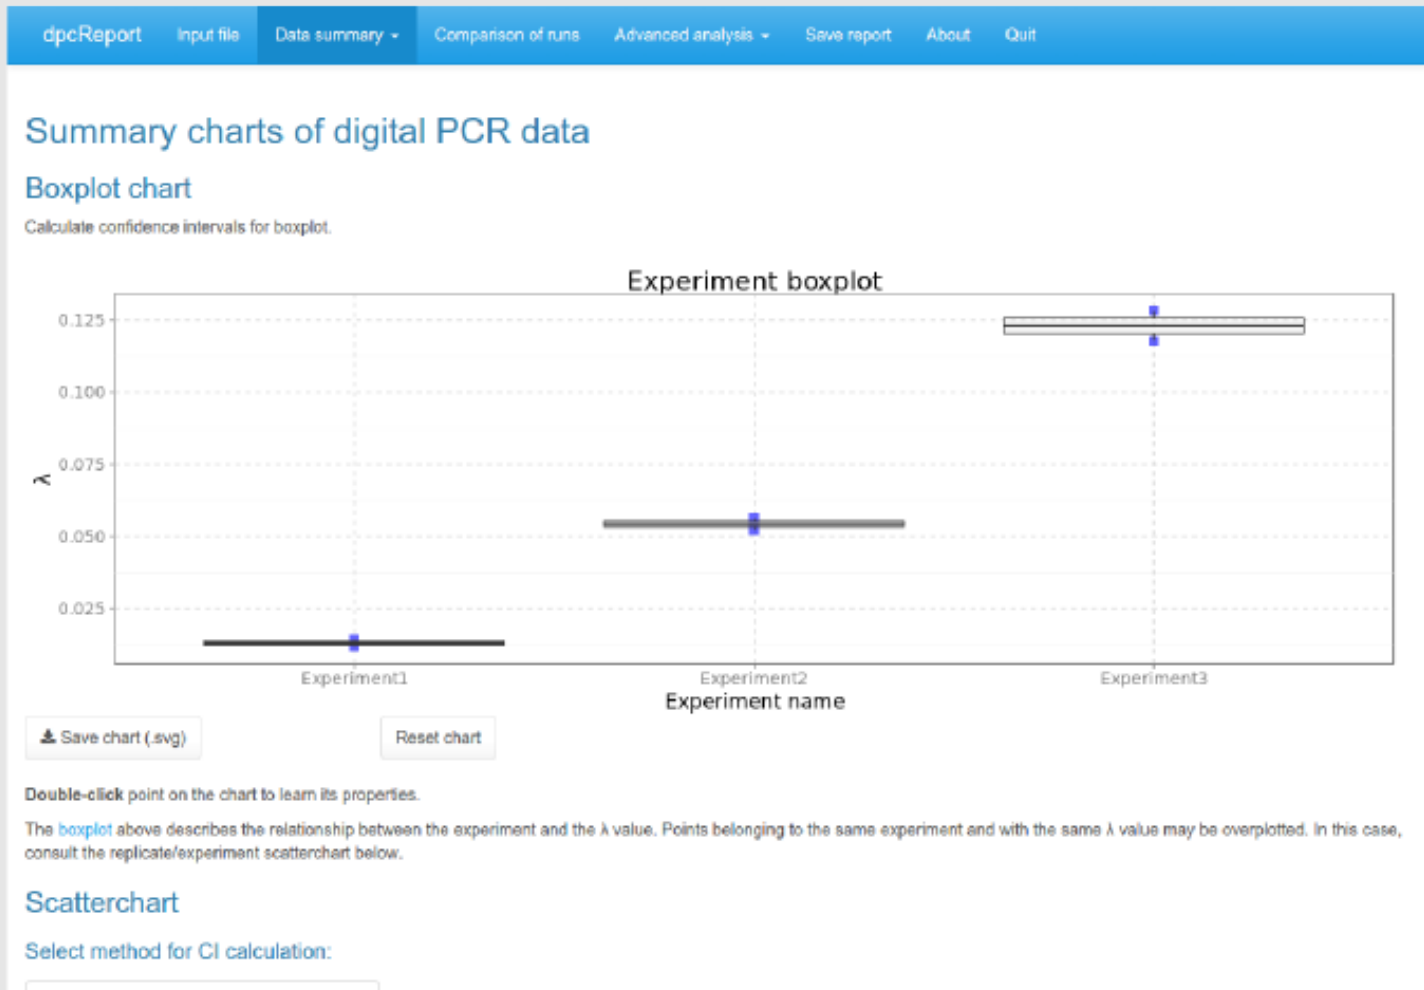 dpcReport Input file Data summary Comparison of runs Advanced analysis Save report About Quit
Summary charts of digital PCR data
Boxplot chart
Calculate confidence intervals for boxplot.
Experiment boxplot
0.125
0.100
0.075
λ
0.050
0.025
Experiment1 Experiment2 Experiment3
Experiment name
Save chart (.svg) Reset chart
Double-click point on the chart to learn its properties.
The boxplot above describes the relationship between the experiment and the λ value. Points belonging to the same experiment and with the same λ value may be overplotted. In this case,
consult the replicate/experiment scatterchart below.
Scatterchart
Select method for CI calculation: